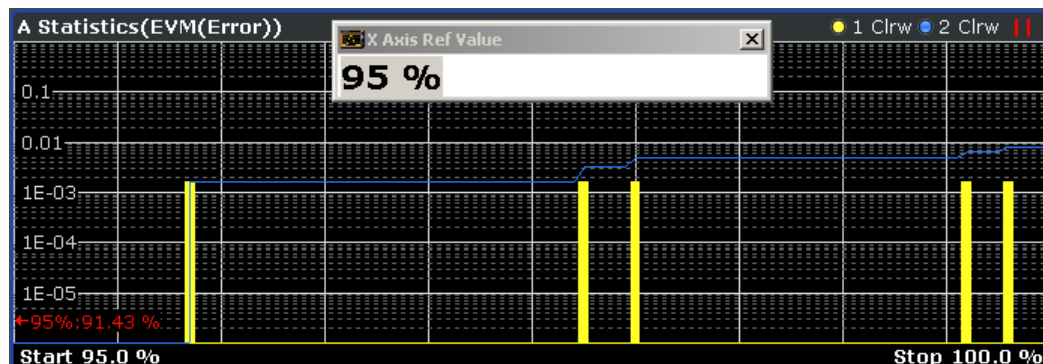 A Statistics(EVM(Error))
1 Clrw 2 Clrw
X Axis Ref Value
95 %
0.1
0.01
1E-03
1E-04
1E-05
←95%:91.43 %
Start 95.0 %
Stop 100.0 %